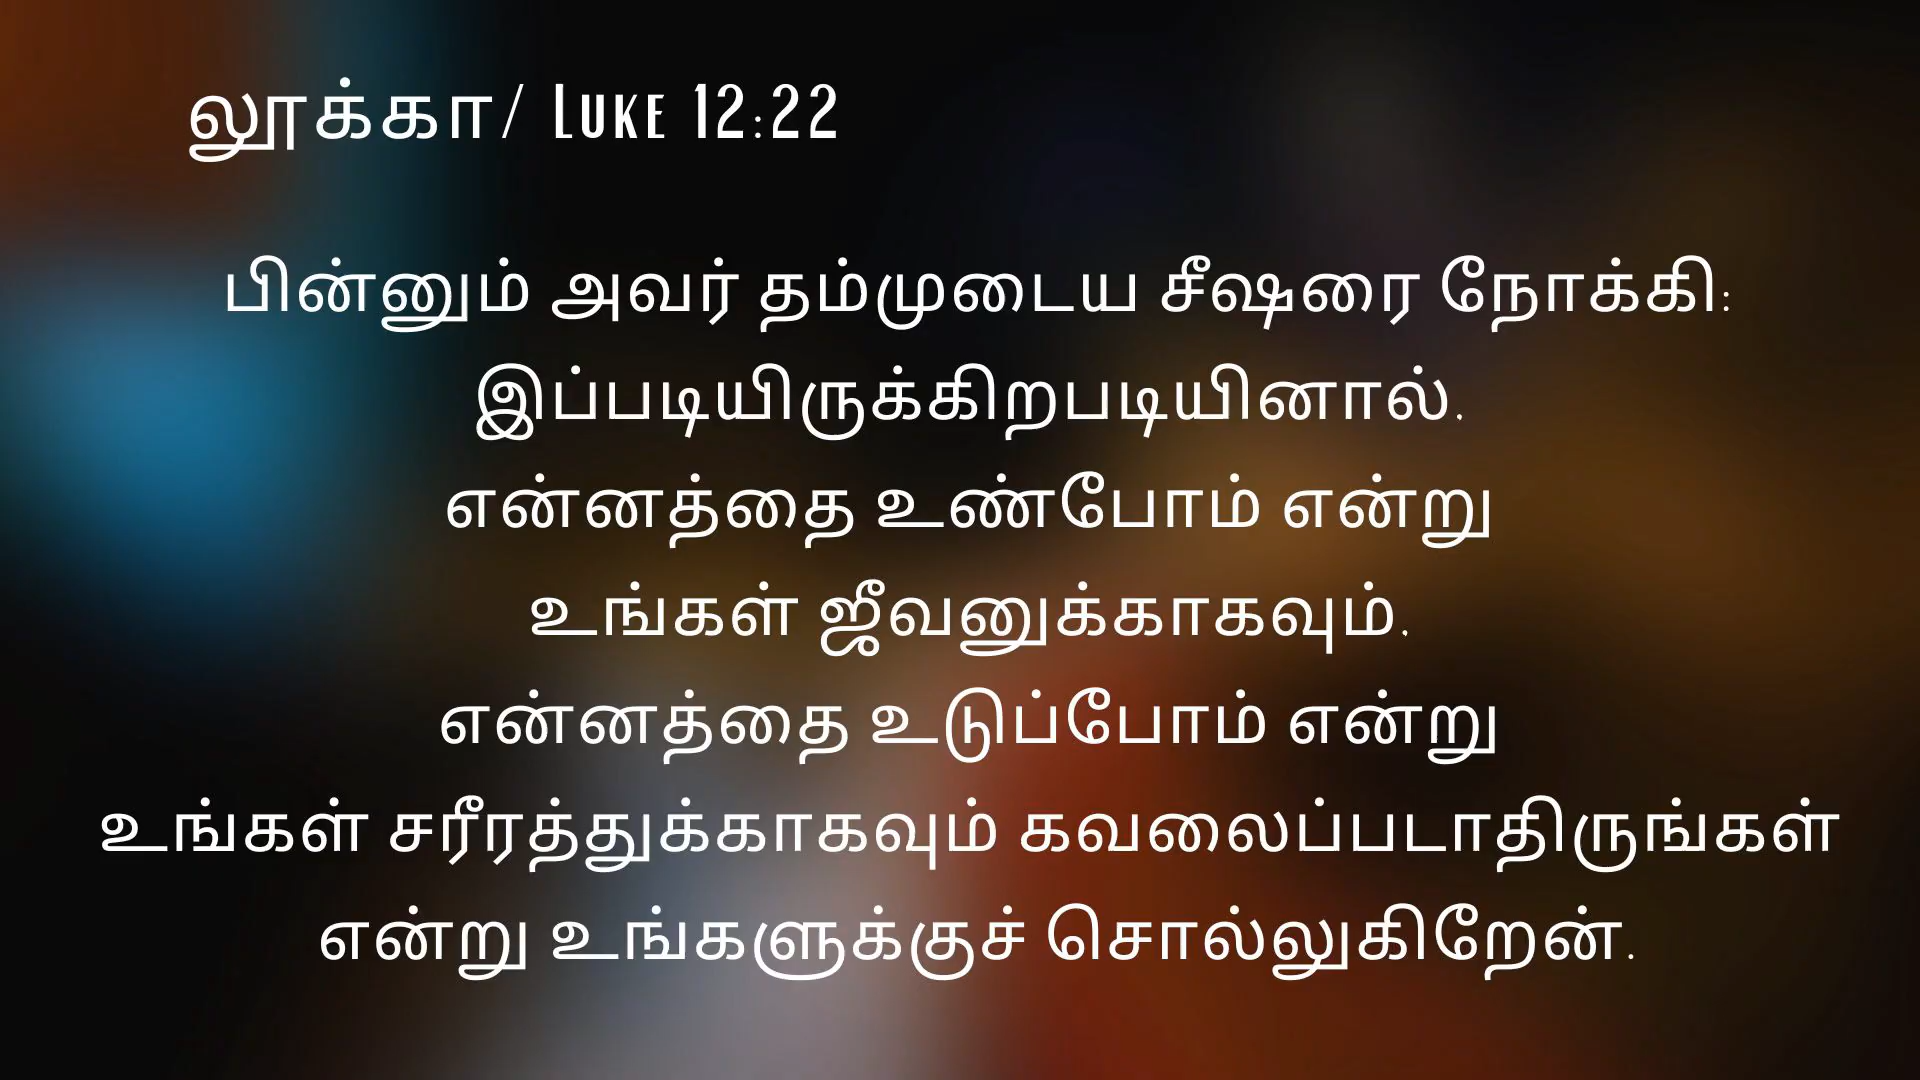 லூக்கா/ Luke 12:22
பின்னும் அவர் தம்முடைய சீஷரை நோக்கி:
இப்படியிருக்கிறபடியினால்,
என்னத்தை உண்போம் என்று
உங்கள் ஜீவனுக்காகவும்,
என்னத்தை உடுப்போம் என்று
உங்கள் சரீரத்துக்காகவும் கவலைப்படாதிருங்கள்
என்று உங்களுக்குச் சொல்லுகிறேன்.